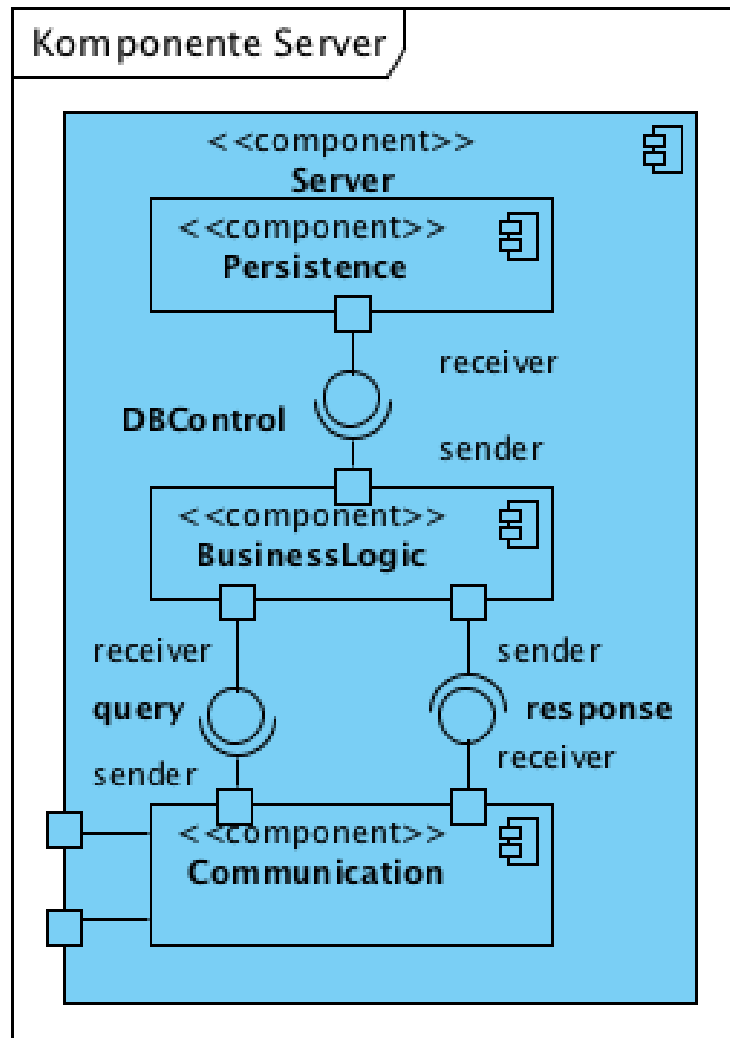 Komponente Server
<<component>>
Server
<<component>>
Persistence
receiver
DBControl
sender
<<component>>
BusinessLogic
receiver
sender
query
response
receiver
sender
<<component>>
Communication